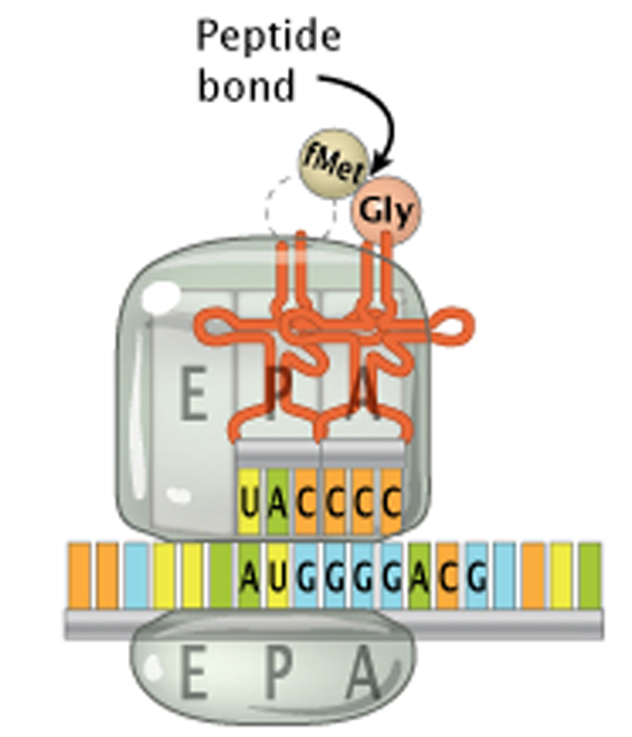 Peptide
bond
fMet
Gly
E P A
UACCCC
AUGGGGACG
E P A